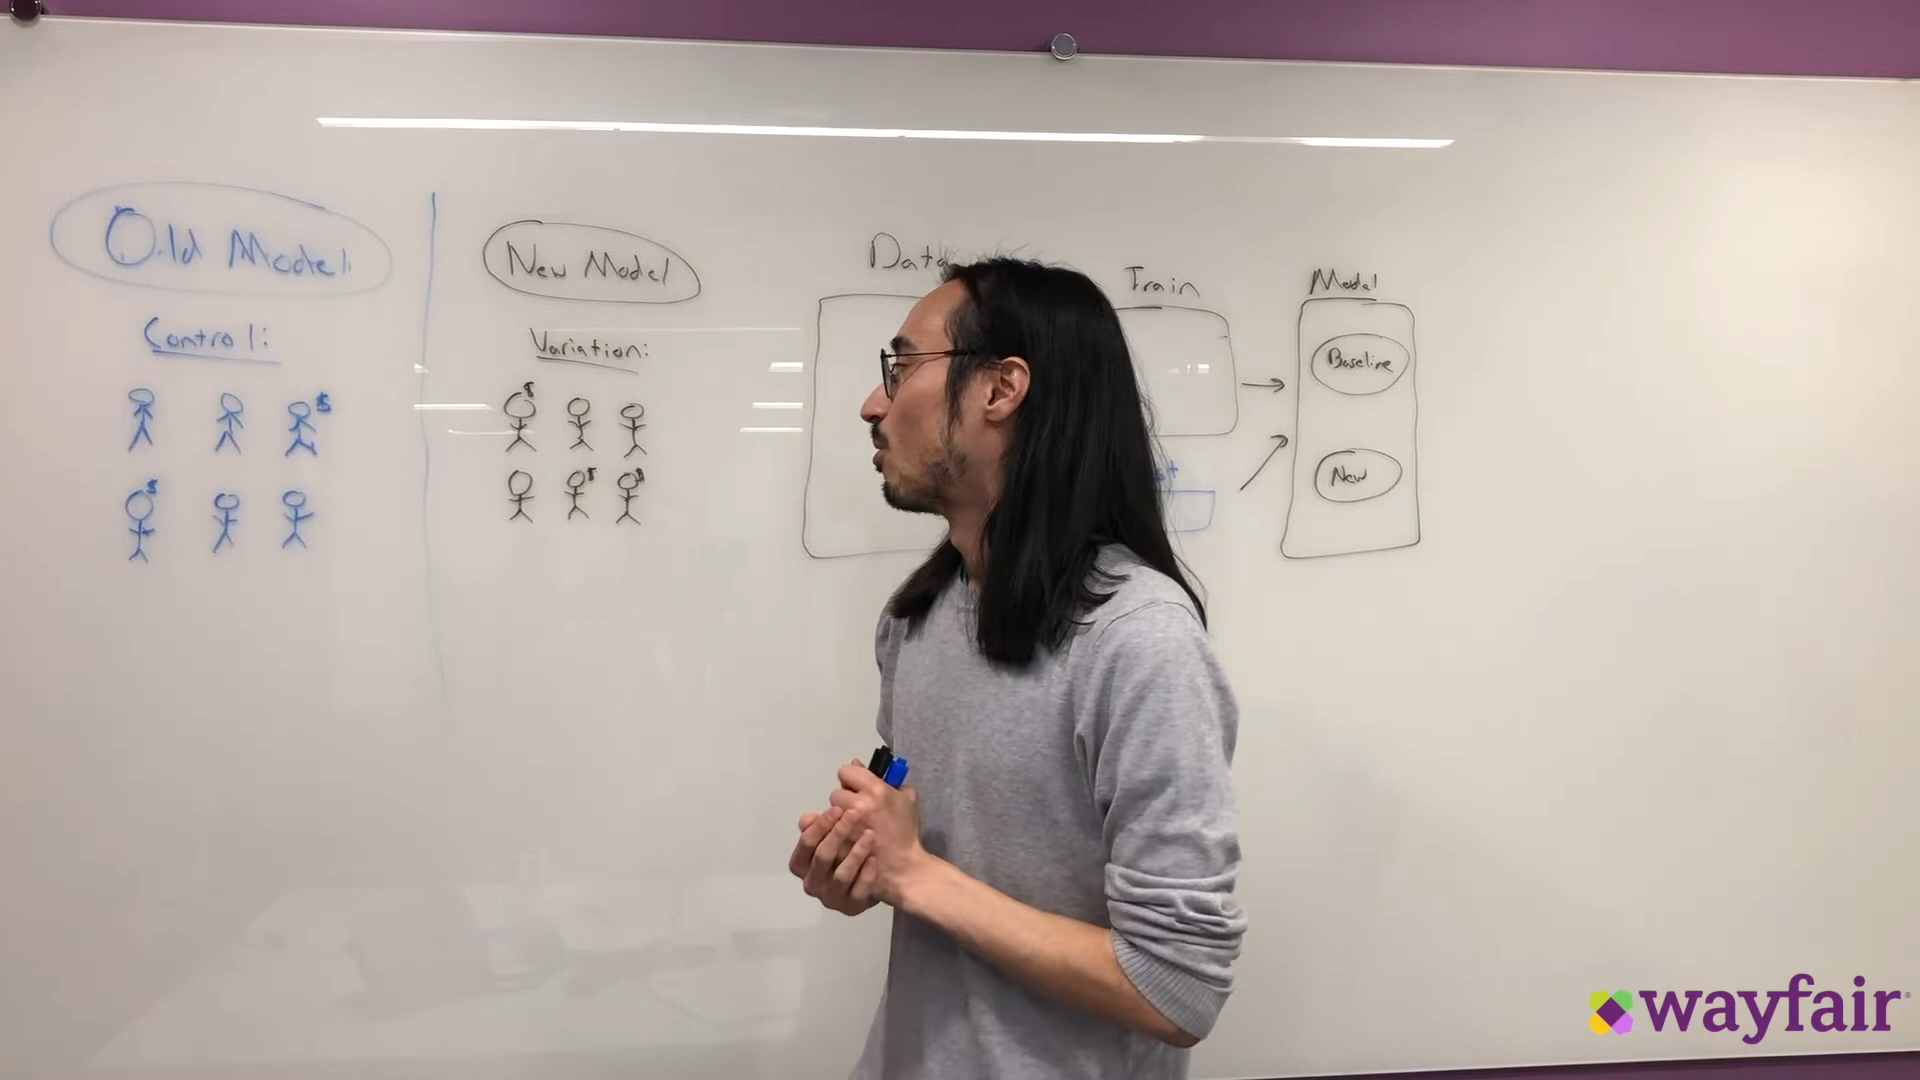 Old Model
New Model
Control:
Variation:
$
$
$
$
$
Data
Train
Model
Baseline
New
wayfair